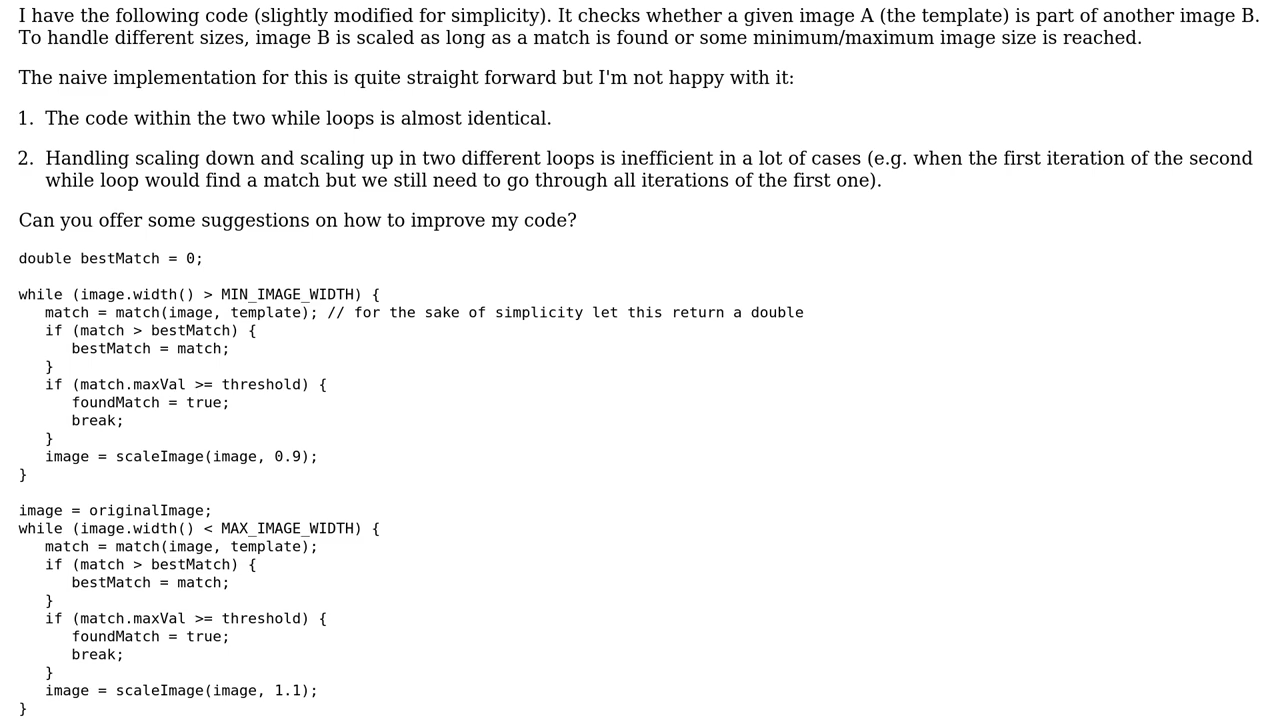 I have the following code (slightly modified for simplicity). It checks whether a given image A (the template) is part of another image B.
To handle different sizes, image B is scaled as long as a match is found or some minimum/maximum image size is reached.
The naive implementation for this is quite straight forward but I'm not happy with it:
1. The code within the two while loops is almost identical.
2. Handling scaling down and scaling up in two different loops is inefficient in a lot of cases (e.g. when the first iteration of the second
while loop would find a match but we still need to go through all iterations of the first one).
Can you offer some suggestions on how to improve my code?
double bestMatch = 0;
while (image.width() > MIN_IMAGE_WIDTH) {
   match = match(image, template); // for the sake of simplicity let this return a double
   if (match > bestMatch) {
      bestMatch = match;
   }
   if (match.maxVal >= threshold) {
      foundMatch = true;
      break;
   }
   image = scaleImage(image, 0.9);
}
image = originalImage;
while (image.width() < MAX_IMAGE_WIDTH) {
   match = match(image, template);
   if (match > bestMatch) {
      bestMatch = match;
   }
   if (match.maxVal >= threshold) {
      foundMatch = true;
      break;
   }
   image = scaleImage(image, 1.1);
}